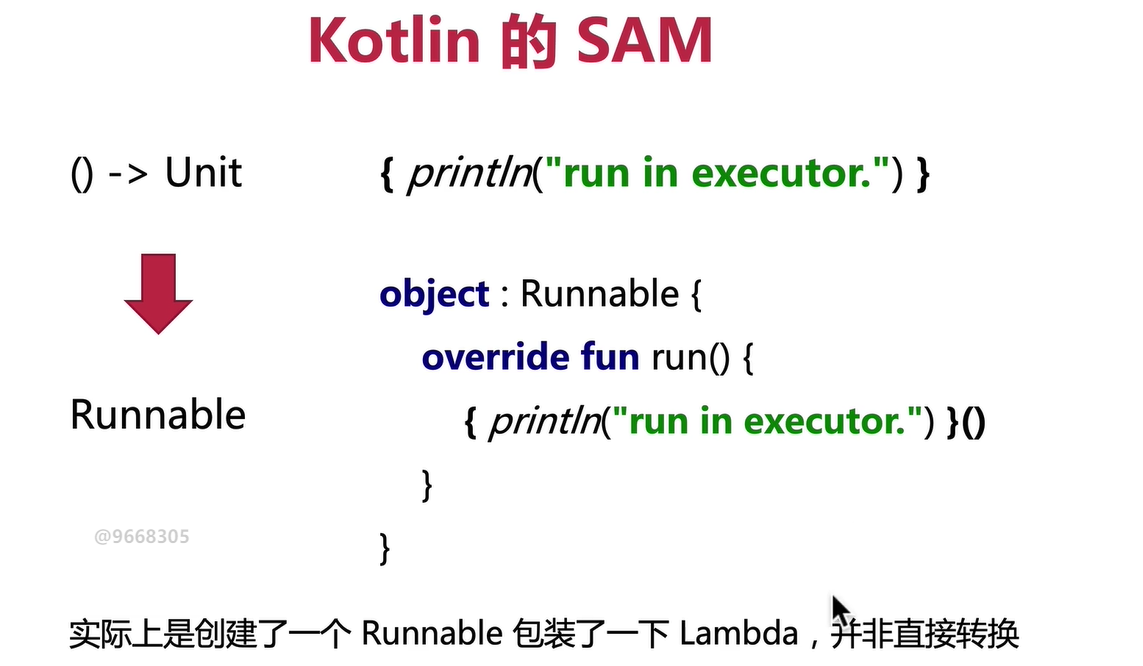 Kotlin 的 SAM
() -> Unit
{ println("run in executor.") }
object : Runnable {
override fun run() {
Runnable
{ println("run in executor.") }()
}
}
@9668305
实际上是创建了一个 Runnable 包装了一下 Lambda，并非直接转换